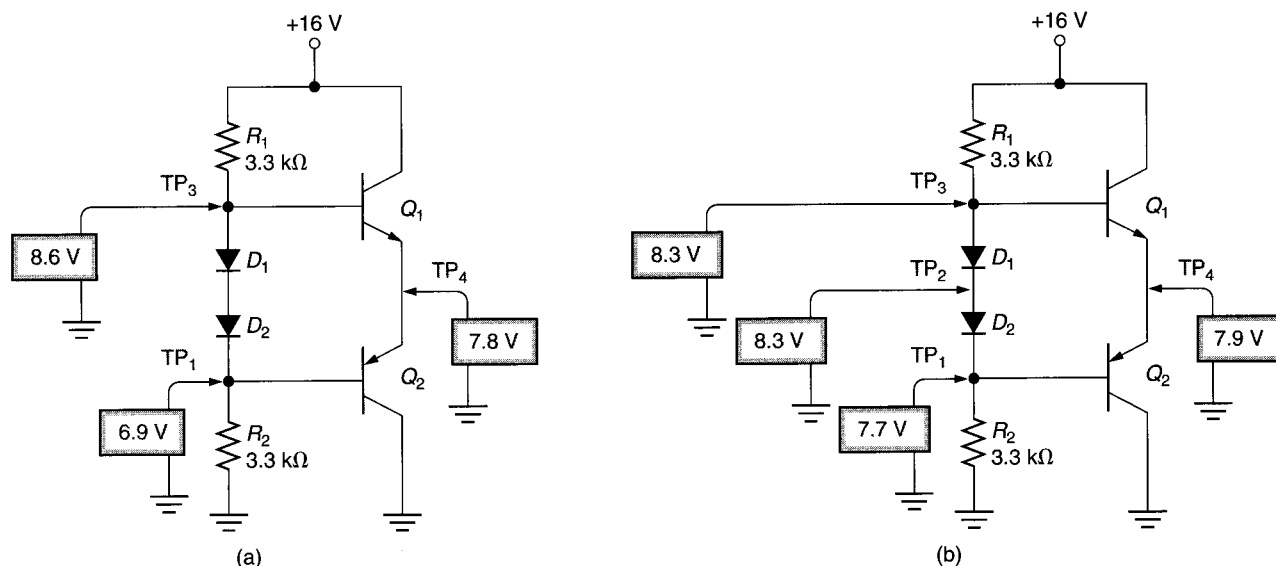 +16 V
R1
3.3 kΩ
TP3
Q1
8.6 V
D1
TP4
D2
7.8 V
TP1
Q2
6.9 V
R2
3.3 kΩ
(a)
+16 V
R1
3.3 kΩ
TP3
Q1
8.3 V
D1
TP2
TP4
D2
8.3 V
7.9 V
TP1
Q2
7.7 V
R2
3.3 kΩ
(b)